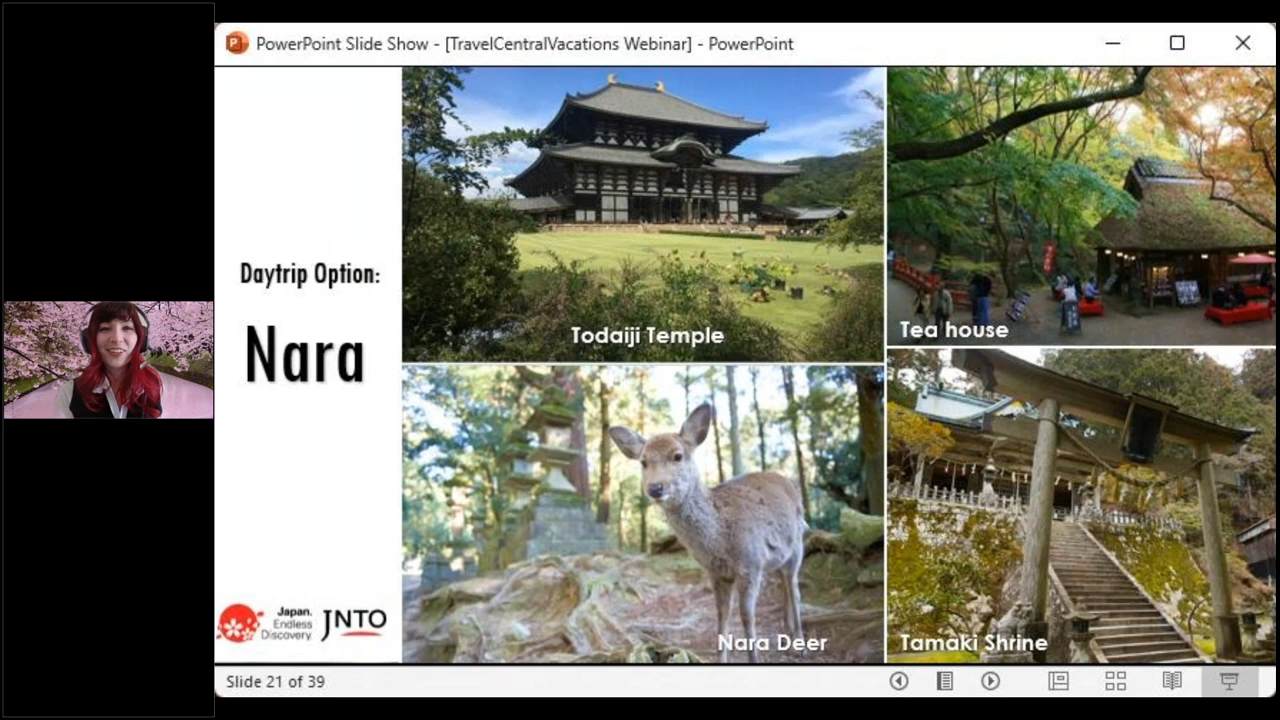 PowerPoint Slide Show - [TravelCentralVacations Webinar] - PowerPoint
Daytrip Option:
Nara
Todaiji Temple
Tea house
Nara Deer
Tamaki Shrine
Japan.
Endless
Discovery.
JNTO
Slide 21 of 39